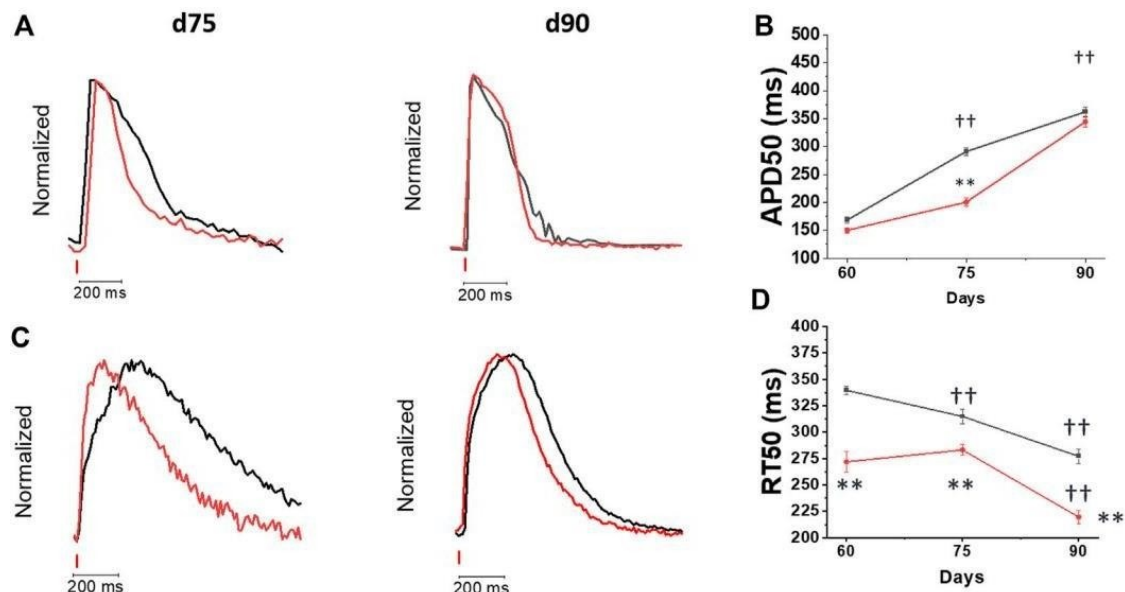 A
d75
d90
Normalized
200 ms
Normalized
200 ms
B
APD50 (ms)
500
450
400
350
300
250
200
150
100
††
††
**
60
75
90
Days
C
Normalized
200 ms
Normalized
200 ms
D
RT50 (ms)
400
375
350
325
300
275
250
225
200
††
††
**
**
††
**
60
75
90
Days